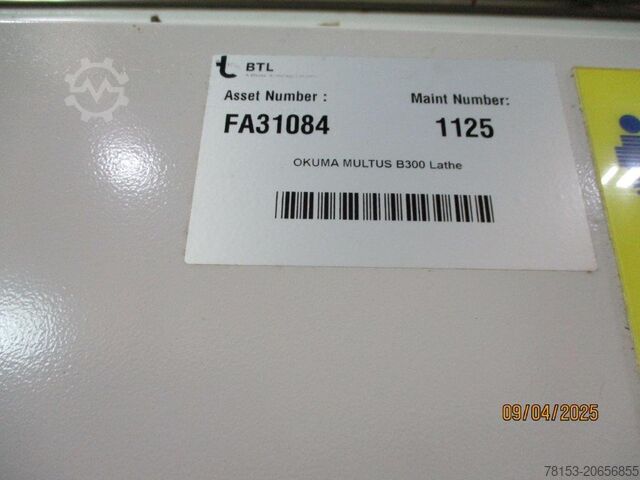 BTL
Asset Number :
Maint Number:
FA31084
1125
OKUMA MULTUS B300 Lathe
09/04/2025
78153-20656855